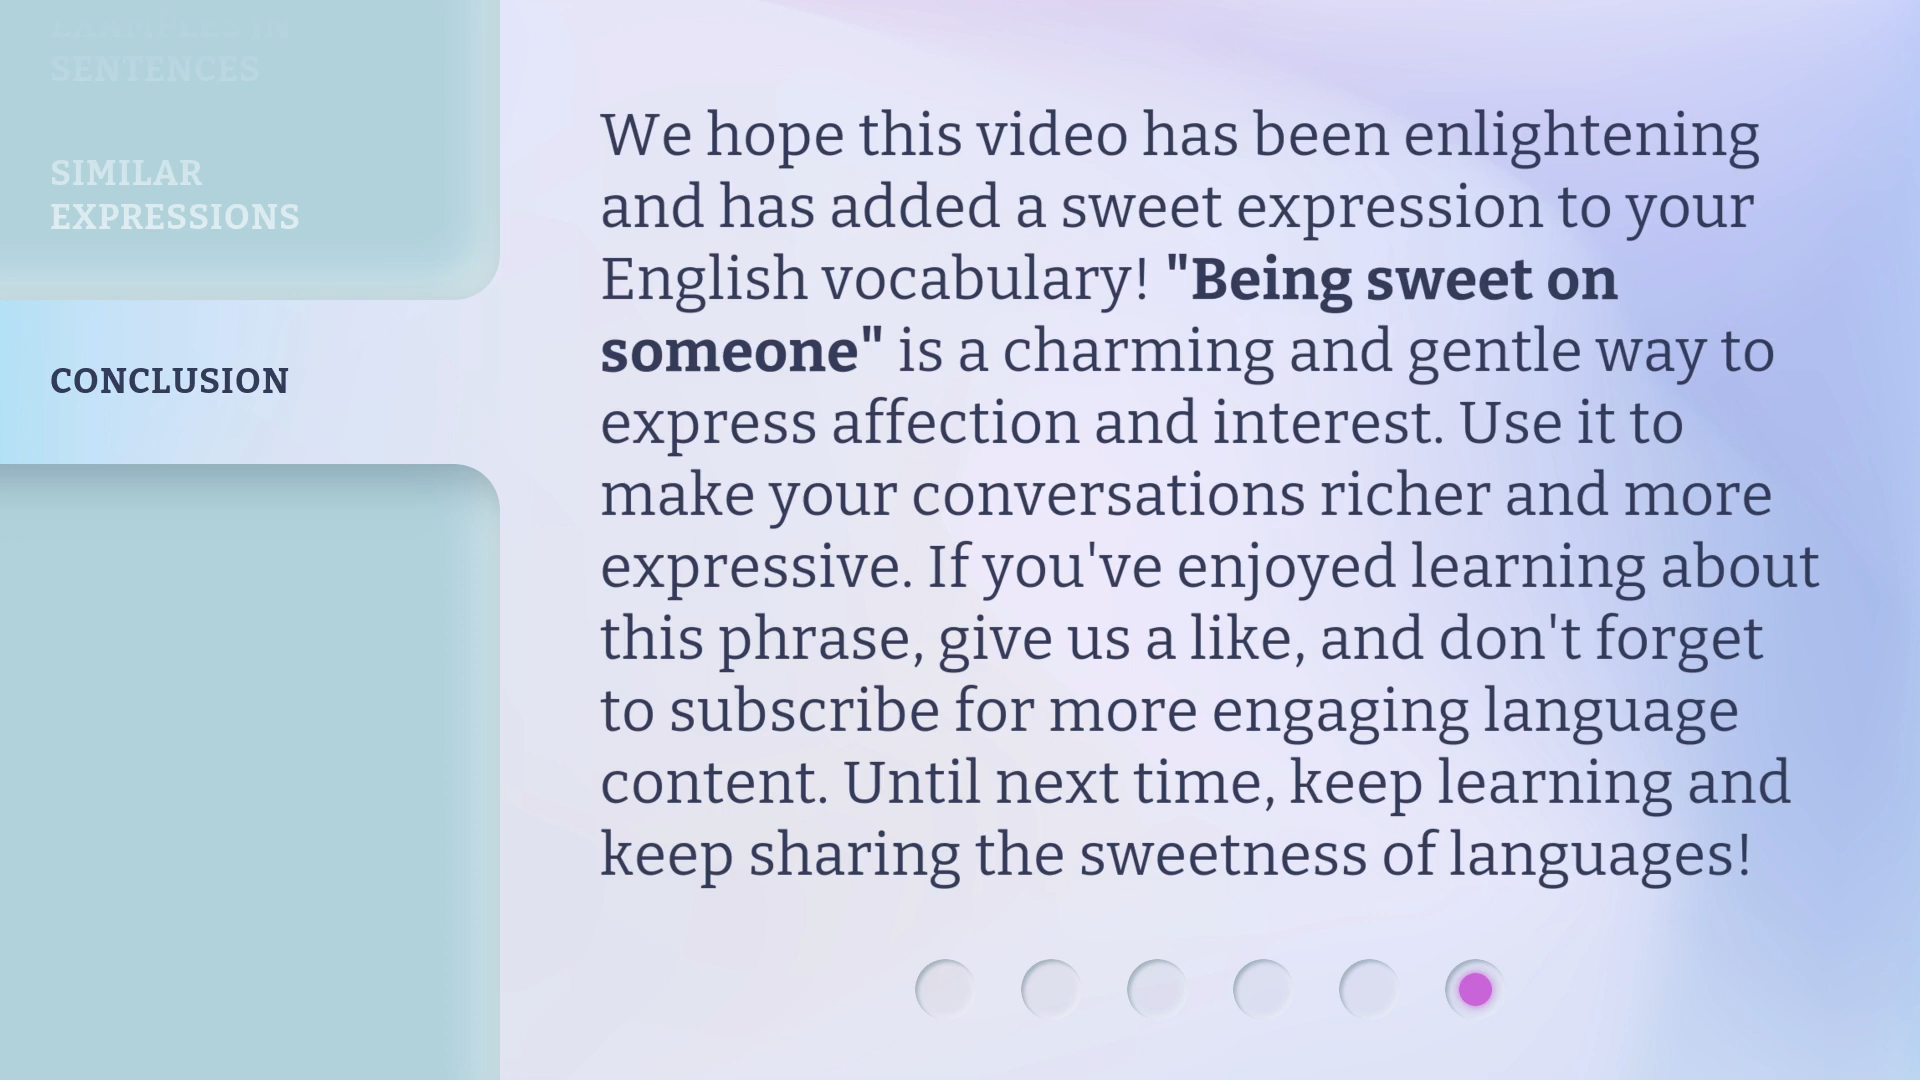 SENTENCES
SIMILAR
EXPRESSIONS
CONCLUSION
We hope this video has been enlightening
and has added a sweet expression to your
English vocabulary! "Being sweet on
someone" is a charming and gentle way to
express affection and interest. Use it to
make your conversations richer and more
expressive. If you've enjoyed learning about
this phrase, give us a like, and don't forget
to subscribe for more engaging language
content. Until next time, keep learning and
keep sharing the sweetness of languages!